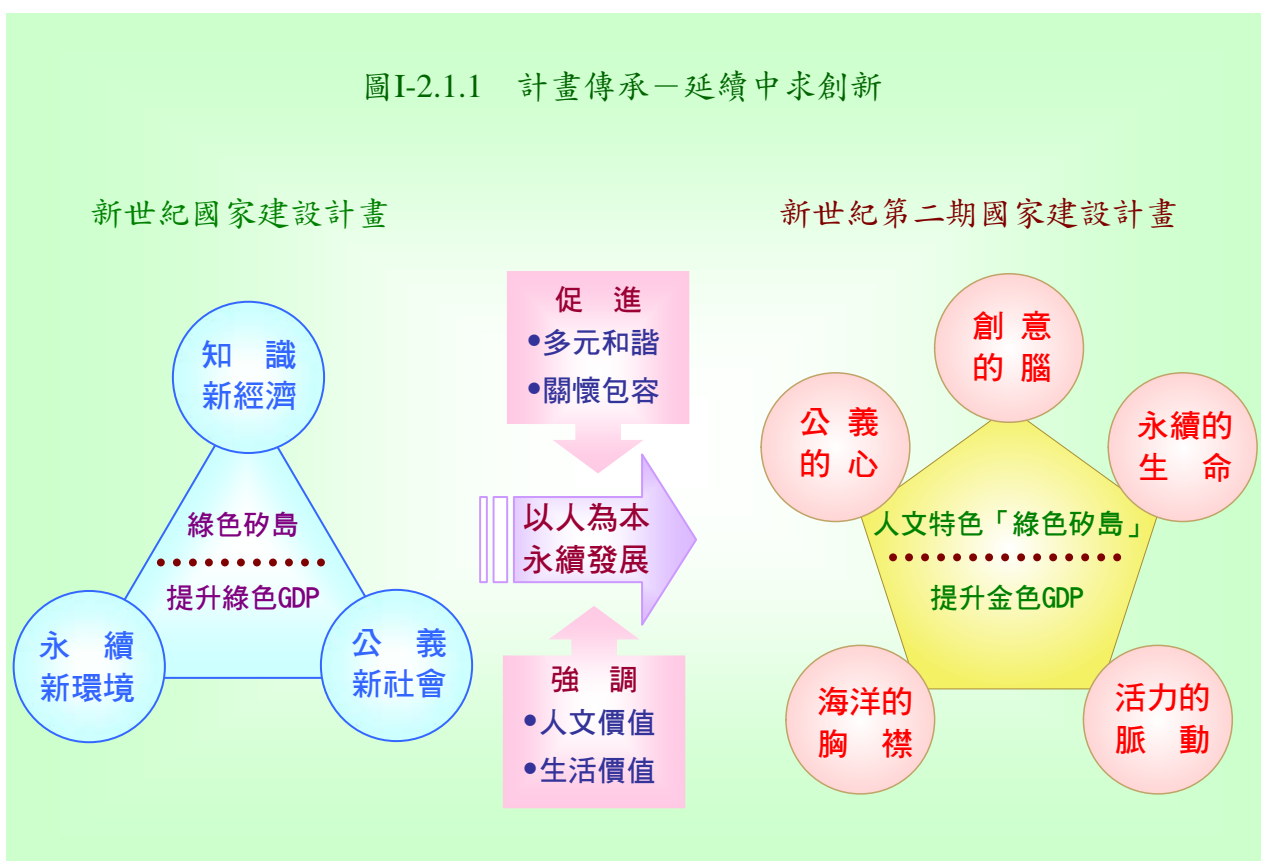 圖I-2.1.1 計畫傳承－延續中求創新
新世紀國家建設計畫
知 識
新經濟
綠色矽島
提升綠色GDP
永 續
新環境
公 義
新社會
促 進
•多元和諧
•關懷包容
以人為本
永續發展
強 調
•人文價值
•生活價值
新世紀第二期國家建設計畫
創 意
的 腦
公 義
的 心
永續的
生 命
人文特色「綠色矽島」
提升金色GDP
海洋的
胸 襟
活力的
脈 動